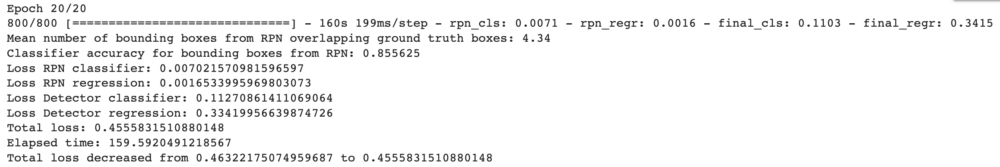 Epoch 20/20
800/800 [==============================] - 160s 199ms/step - rpn_cls: 0.0071 - rpn_regr: 0.0016 - final_cls: 0.1103 - final_regr: 0.3415
Mean number of bounding boxes from RPN overlapping ground truth boxes: 4.34
Classifier accuracy for bounding boxes from RPN: 0.855625
Loss RPN classifier: 0.007021570981596597
Loss RPN regression: 0.0016533995969803073
Loss Detector classifier: 0.11270861411069064
Loss Detector regression: 0.33419956639874726
Total loss: 0.4555831510880148
Elapsed time: 159.5920491218567
Total loss decreased from 0.46322175074959687 to 0.4555831510880148